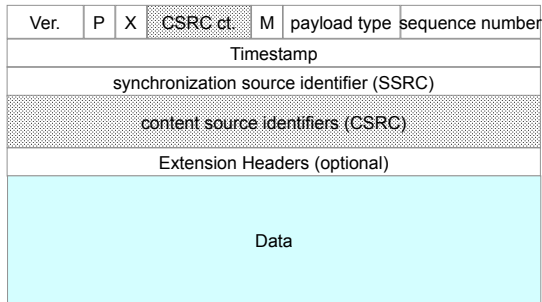 Ver. P X CSRC ct. M payload type sequence number
Timestamp
synchronization source identifier (SSRC)
content source identifiers (CSRC)
Extension Headers (optional)
Data